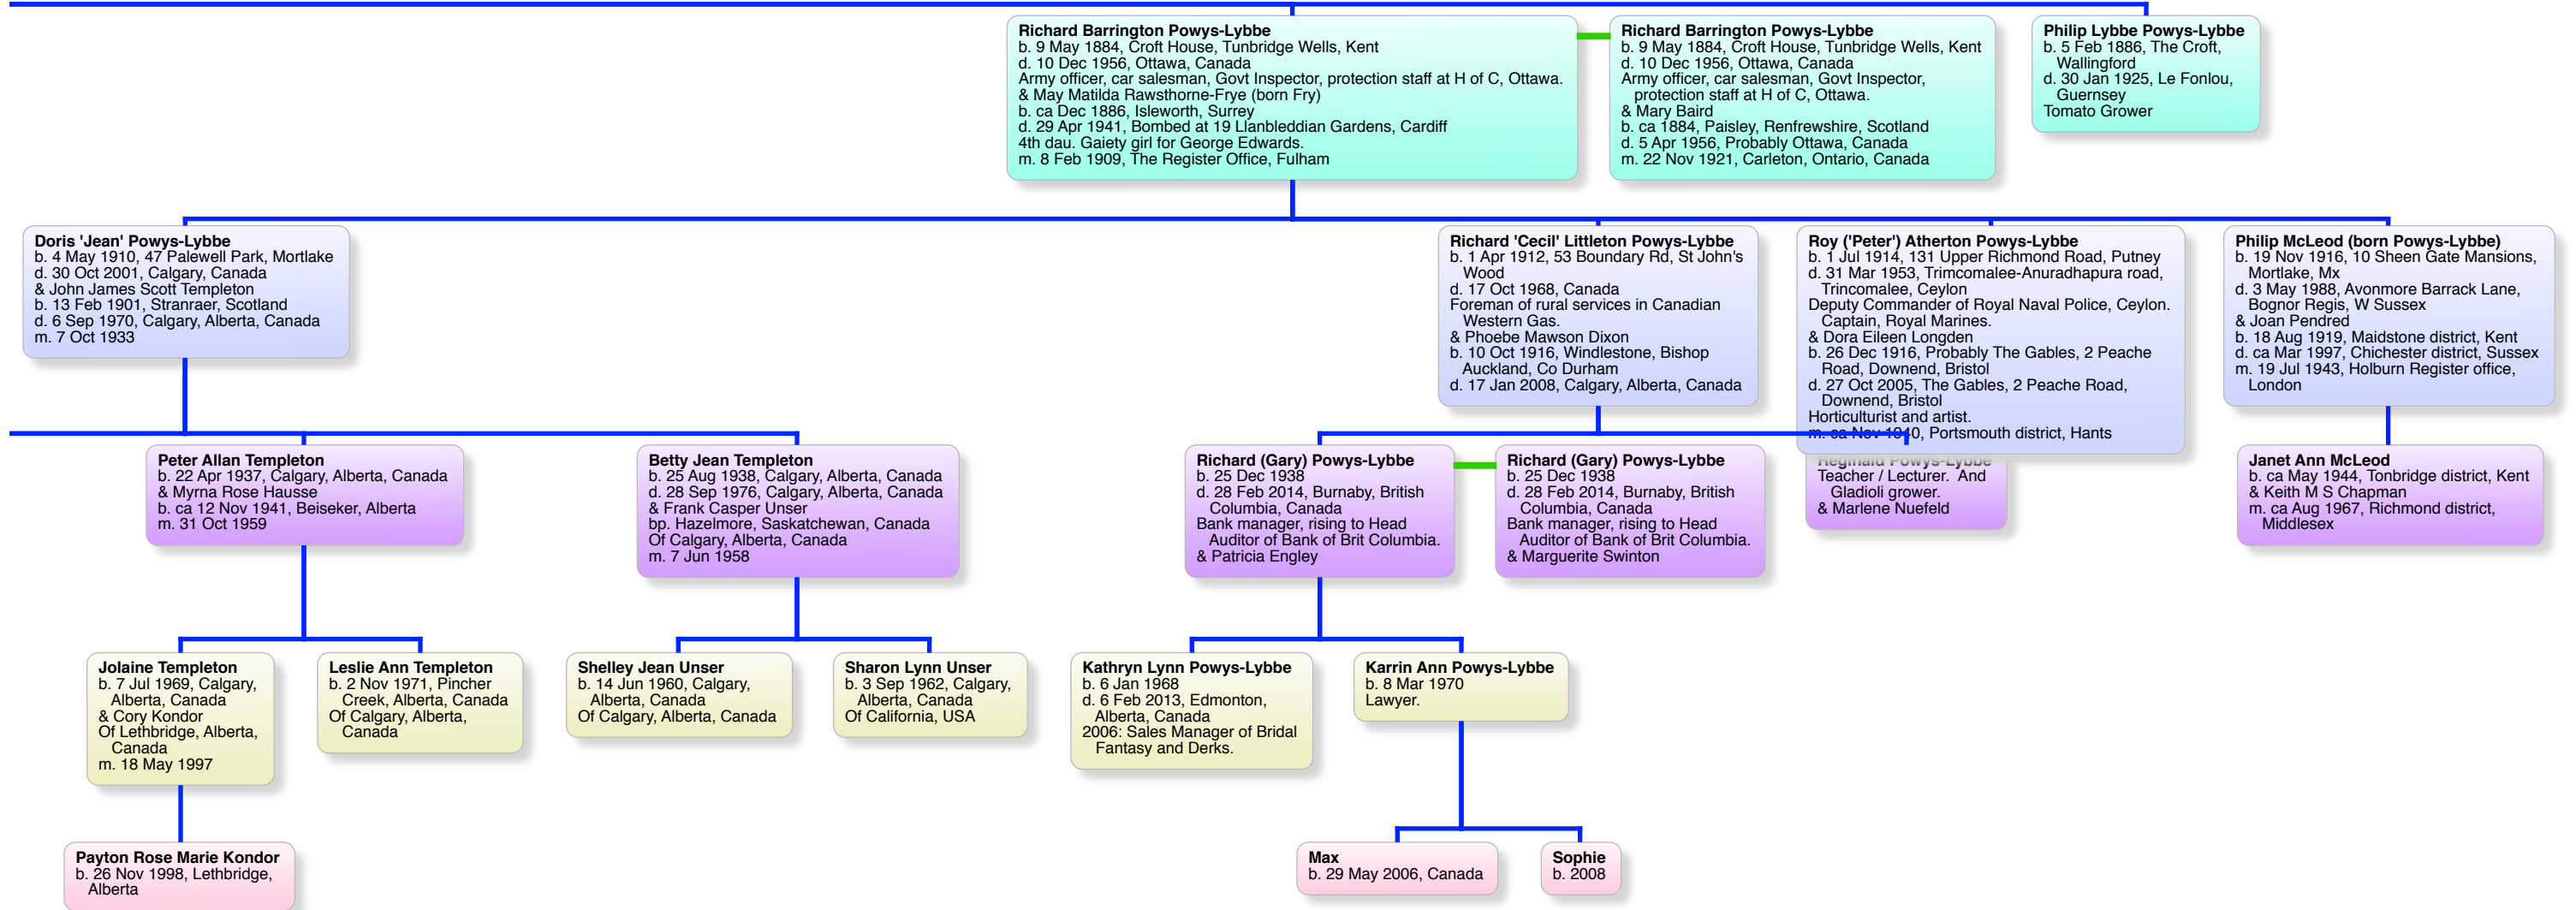 Richard Barrington Powys-Lybbe
b. 9 May 1884, Croft House, Tunbridge Wells, Kent
d. 10 Dec 1956, Ottawa, Canada
Army officer, car salesman, Govt Inspector, protection staff at H of C, Ottawa.
& May Matilda Rawsthorne-Frye (born Fry)
b. ca Dec 1886, Isleworth, Surrey
d. 29 Apr 1941, Bombed at 19 Llanbleddian Gardens, Cardiff
4th dau. Gaiety girl for George Edwards.
m. 8 Feb 1909, The Register Office, Fulham
Richard Barrington Powys-Lybbe
b. 9 May 1884, Croft House, Tunbridge Wells, Kent
d. 10 Dec 1956, Ottawa, Canada
Army officer, car salesman, Govt Inspector,
protection staff at H of C, Ottawa.
& Mary Baird
b. ca 1884, Paisley, Renfrewshire, Scotland
d. 5 Apr 1956, Probably Ottawa, Canada
m. 22 Nov 1921, Carleton, Ontario, Canada
Philip Lybbe Powys-Lybbe
b. 5 Feb 1886, The Croft,
Wallingford
d. 30 Jan 1925, Le Fonlou,
Guernsey
Tomato Grower
Doris 'Jean' Powys-Lybbe
b. 4 May 1910, 47 Palewell Park, Mortlake
d. 30 Oct 2001, Calgary, Canada
& John James Scott Templeton
b. 13 Feb 1901, Stranraer, Scotland
d. 6 Sep 1970, Calgary, Alberta, Canada
m. 7 Oct 1933
Richard 'Cecil' Littleton Powys-Lybbe
b. 1 Apr 1912, 53 Boundary Rd, St John's
Wood
d. 17 Oct 1968, Canada
Foreman of rural services in Canadian
Western Gas.
& Phoebe Mawson Dixon
b. 10 Oct 1916, Windlestone, Bishop
Auckland, Co Durham
d. 17 Jan 2008, Calgary, Alberta, Canada
Roy ('Peter') Atherton Powys-Lybbe
b. 1 Jul 1914, 131 Upper Richmond Road, Putney
d. 31 Mar 1953, Trimcomalee-Anuradhapura road,
Trincomalee, Ceylon
Deputy Commander of Royal Naval Police, Ceylon.
Captain, Royal Marines.
& Dora Eileen Longden
b. 26 Dec 1916, Probably The Gables, 2 Peache
Road, Downend, Bristol
d. 27 Oct 2005, The Gables, 2 Peache Road,
Downend, Bristol
Horticulturist and artist.
m. ca Nov 1940, Portsmouth district, Hants
Philip McLeod (born Powys-Lybbe)
b. 19 Nov 1916, 10 Sheen Gate Mansions,
Mortlake, Mx
d. 3 May 1988, Avonmore Barrack Lane,
Bognor Regis, W Sussex
& Joan Pendred
b. 18 Aug 1919, Maidstone district, Kent
d. ca Mar 1997, Chichester district, Sussex
m. 19 Jul 1943, Holburn Register office,
London
Peter Allan Templeton
b. 22 Apr 1937, Calgary, Alberta, Canada
& Myrna Rose Hausse
b. ca 12 Nov 1941, Beiseker, Alberta
m. 31 Oct 1959
Betty Jean Templeton
b. 25 Aug 1938, Calgary, Alberta, Canada
d. 28 Sep 1976, Calgary, Alberta, Canada
& Frank Casper Unser
bp. Hazelmore, Saskatchewan, Canada
Of Calgary, Alberta, Canada
m. 7 Jun 1958
Richard (Gary) Powys-Lybbe
b. 25 Dec 1938
d. 28 Feb 2014, Burnaby, British
Columbia, Canada
Bank manager, rising to Head
Auditor of Bank of Brit Columbia.
& Patricia Engley
Richard (Gary) Powys-Lybbe
b. 25 Dec 1938
d. 28 Feb 2014, Burnaby, British
Columbia, Canada
Bank manager, rising to Head
Auditor of Bank of Brit Columbia.
& Marguerite Swinton
Reginald Powys-Lybbe
Teacher / Lecturer. And
Gladioli grower.
& Marlene Nuefeld
Janet Ann McLeod
b. ca May 1944, Tonbridge district, Kent
& Keith M S Chapman
m. ca Aug 1967, Richmond district,
Middlesex
Jolaine Templeton
b. 7 Jul 1969, Calgary,
Alberta, Canada
& Cory Kondor
Of Lethbridge, Alberta,
Canada
m. 18 May 1997
Leslie Ann Templeton
b. 2 Nov 1971, Pincher
Creek, Alberta, Canada
Of Calgary, Alberta,
Canada
Shelley Jean Unser
b. 14 Jun 1960, Calgary,
Alberta, Canada
Of Calgary, Alberta, Canada
Sharon Lynn Unser
b. 3 Sep 1962, Calgary,
Alberta, Canada
Of California, USA
Kathryn Lynn Powys-Lybbe
b. 6 Jan 1968
d. 6 Feb 2013, Edmonton,
Alberta, Canada
2006: Sales Manager of Bridal
Fantasy and Derks.
Karrin Ann Powys-Lybbe
b. 8 Mar 1970
Lawyer.
Payton Rose Marie Kondor
b. 26 Nov 1998, Lethbridge,
Alberta
Max
b. 29 May 2006, Canada
Sophie
b. 2008